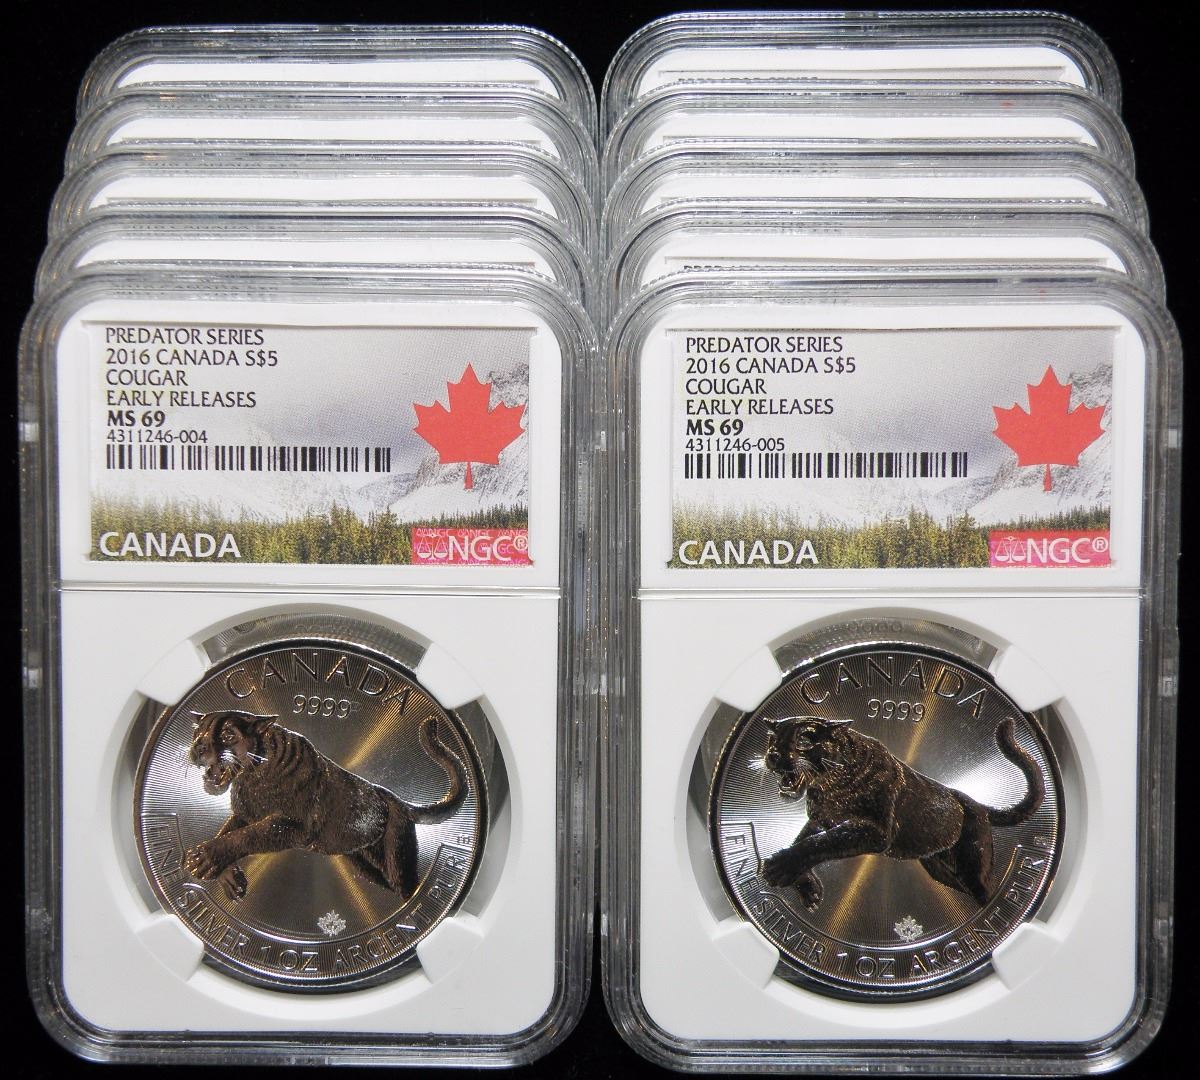 PREDATOR SERIES
2016 CANADA S$5
COUGAR
EARLY RELEASES
MS 69
4311246-004
CANADA
NGC®
CANADA
9999
FINE SILVER 1 OZ ARGENT PUR
PREDATOR SERIES
2016 CANADA S$5
COUGAR
EARLY RELEASES
MS 69
4311246-005
CANADA
NGC®
CANADA
9999
FINE SILVER 1 OZ ARGENT PUR